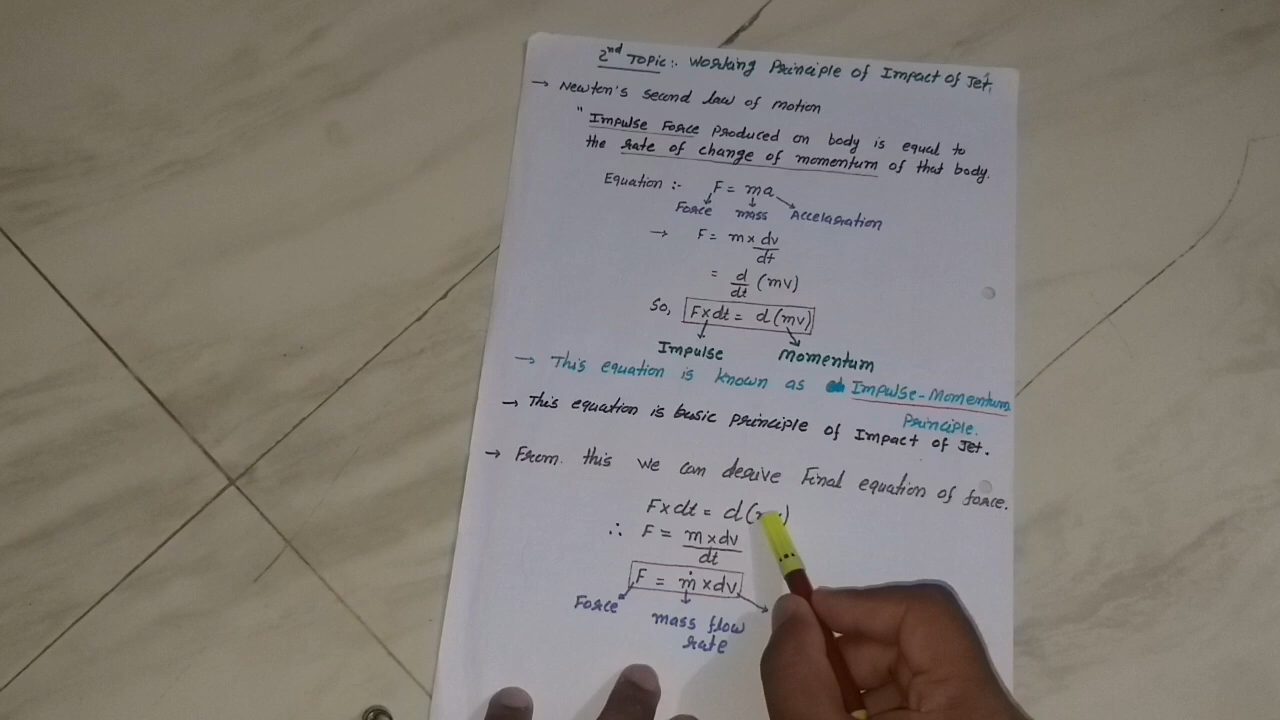 2nd Topic :- Working Principle of Impact of Jet.
→ Newton's second law of motion
" Impulse Force produced on body is equal to
the rate of change of momentum of that body.
Equation :- F = ma
Force mass Accelaration
→ F = m x dv/dt
= d/dt (mv)
So, Fxdt = d(mv)
Impulse Momentum
→ This equation is known as Impulse-Momentum
Principle.
→ This equation is basic principle of Impact of Jet.
→ From this we can derive Final equation of force.
Fxdt = d(
∴ F = m x dv/dt
F = ṁ x dv
Force mass flow
rate